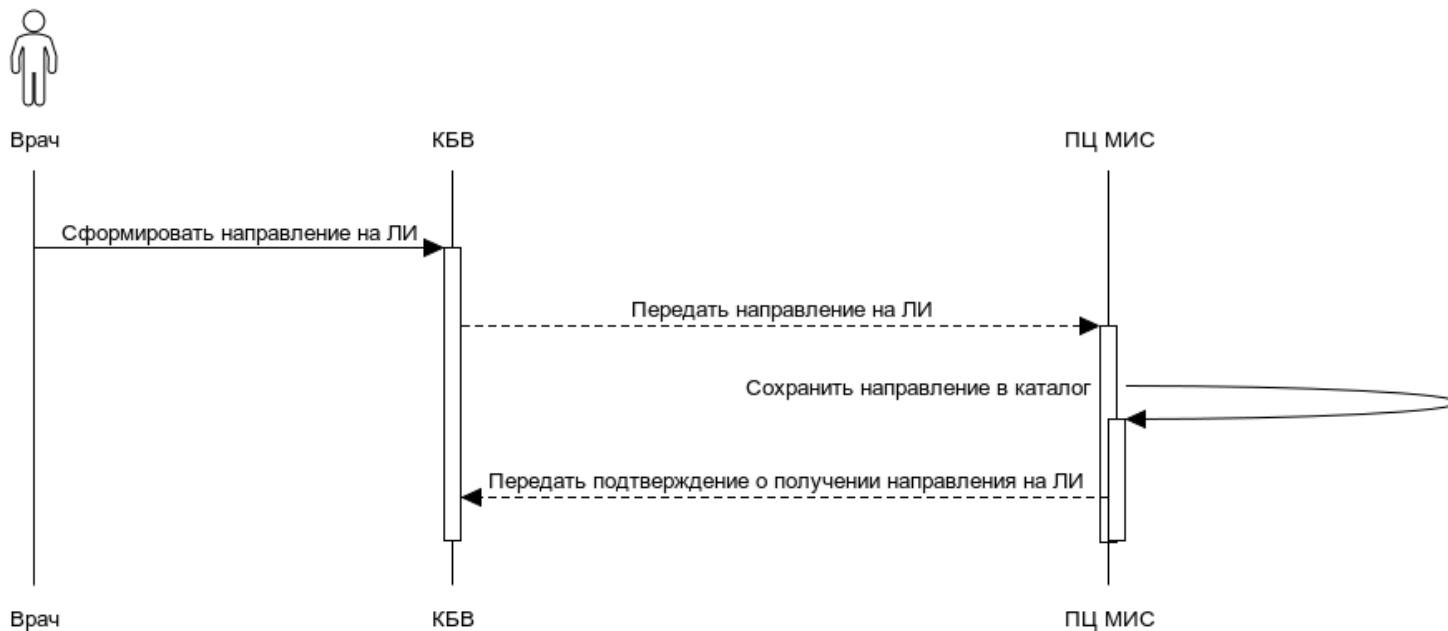 Врач
КБВ
ПЦ МИС
Сформировать направление на ЛИ
Передать направление на ЛИ
Сохранить направление в каталог
Передать подтверждение о получении направления на ЛИ
Врач
КБВ
ПЦ МИС